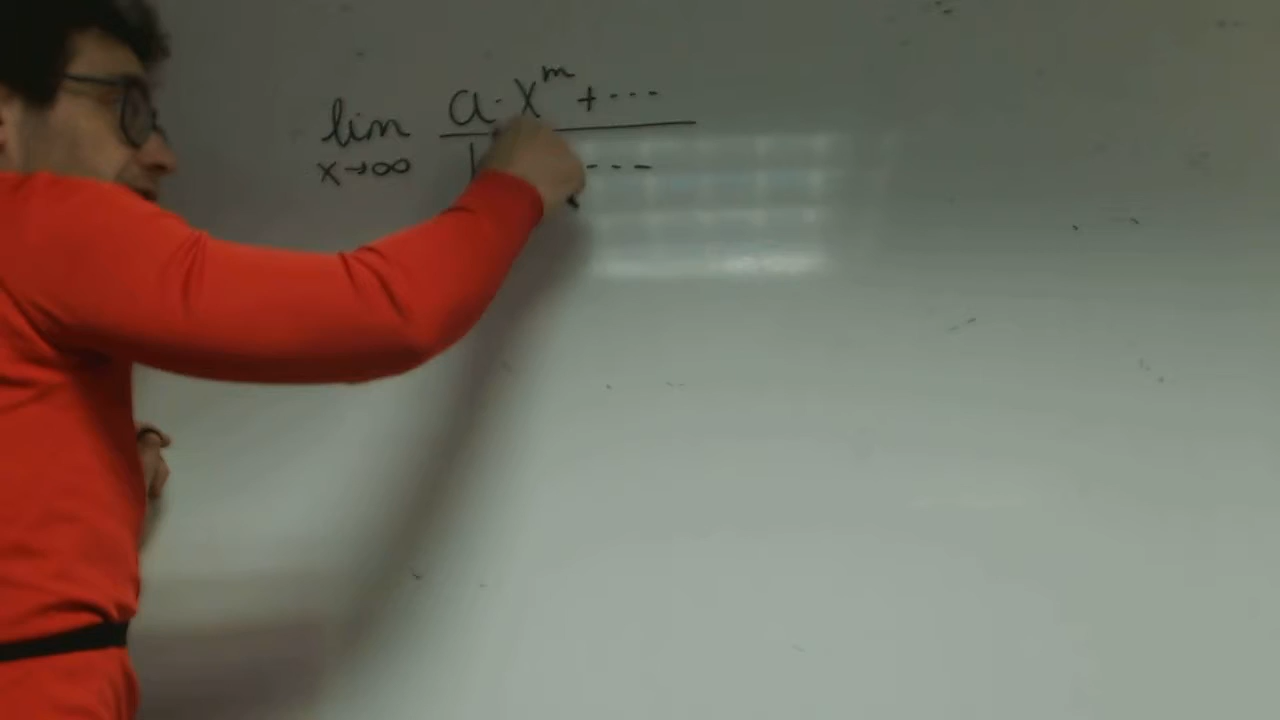 lim a·x^m + ...
x→∞ ...